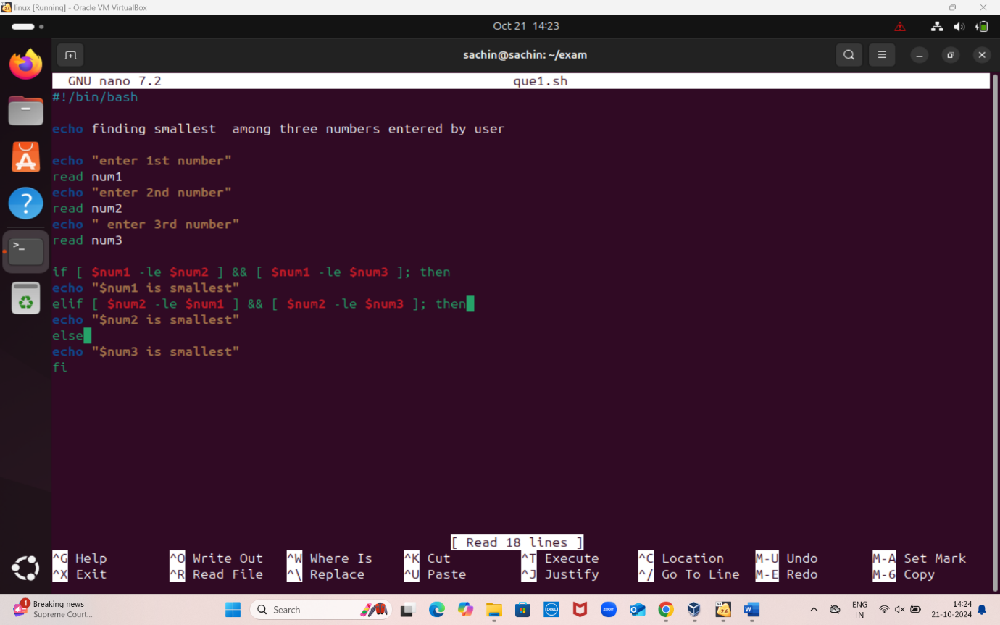 linux [Running] - Oracle VM VirtualBox
Oct 21 14:23
sachin@sachin: ~/exam
GNU nano 7.2 que1.sh
#!/bin/bash
echo finding smallest  among three numbers entered by user
echo "enter 1st number"
read num1
echo "enter 2nd number"
read num2
echo " enter 3rd number"
read num3
if [ $num1 -le $num2 ] && [ $num1 -le $num3 ]; then
echo "$num1 is smallest"
elif [ $num2 -le $num1 ] && [ $num2 -le $num3 ]; then
echo "$num2 is smallest"
else
echo "$num3 is smallest"
fi
[ Read 18 lines ]
^G Help ^O Write Out ^W Where Is ^K Cut ^T Execute ^C Location M-U Undo M-A Set Mark
^X Exit ^R Read File ^\ Replace ^U Paste ^J Justify ^/ Go To Line M-E Redo M-6 Copy
1 Breaking news
Supreme Court...
Search
DELL
zoom
2.6
ENG
IN
14:24
21-10-2024